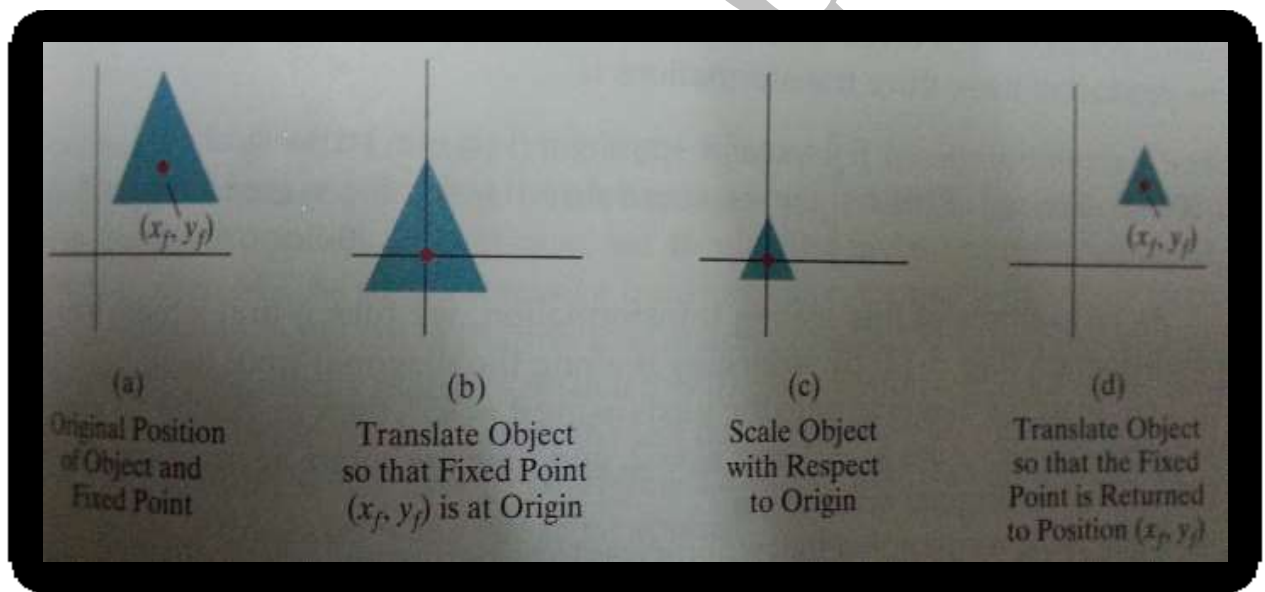 (x_f, y_f)
(x_f, y_f)
(a)
Original Position
of Object and
Fixed Point
(b)
Translate Object
so that Fixed Point
(x_f, y_f) is at Origin
(c)
Scale Object
with Respect
to Origin
(d)
Translate Object
so that the Fixed
Point is Returned
to Position (x_f, y_f)